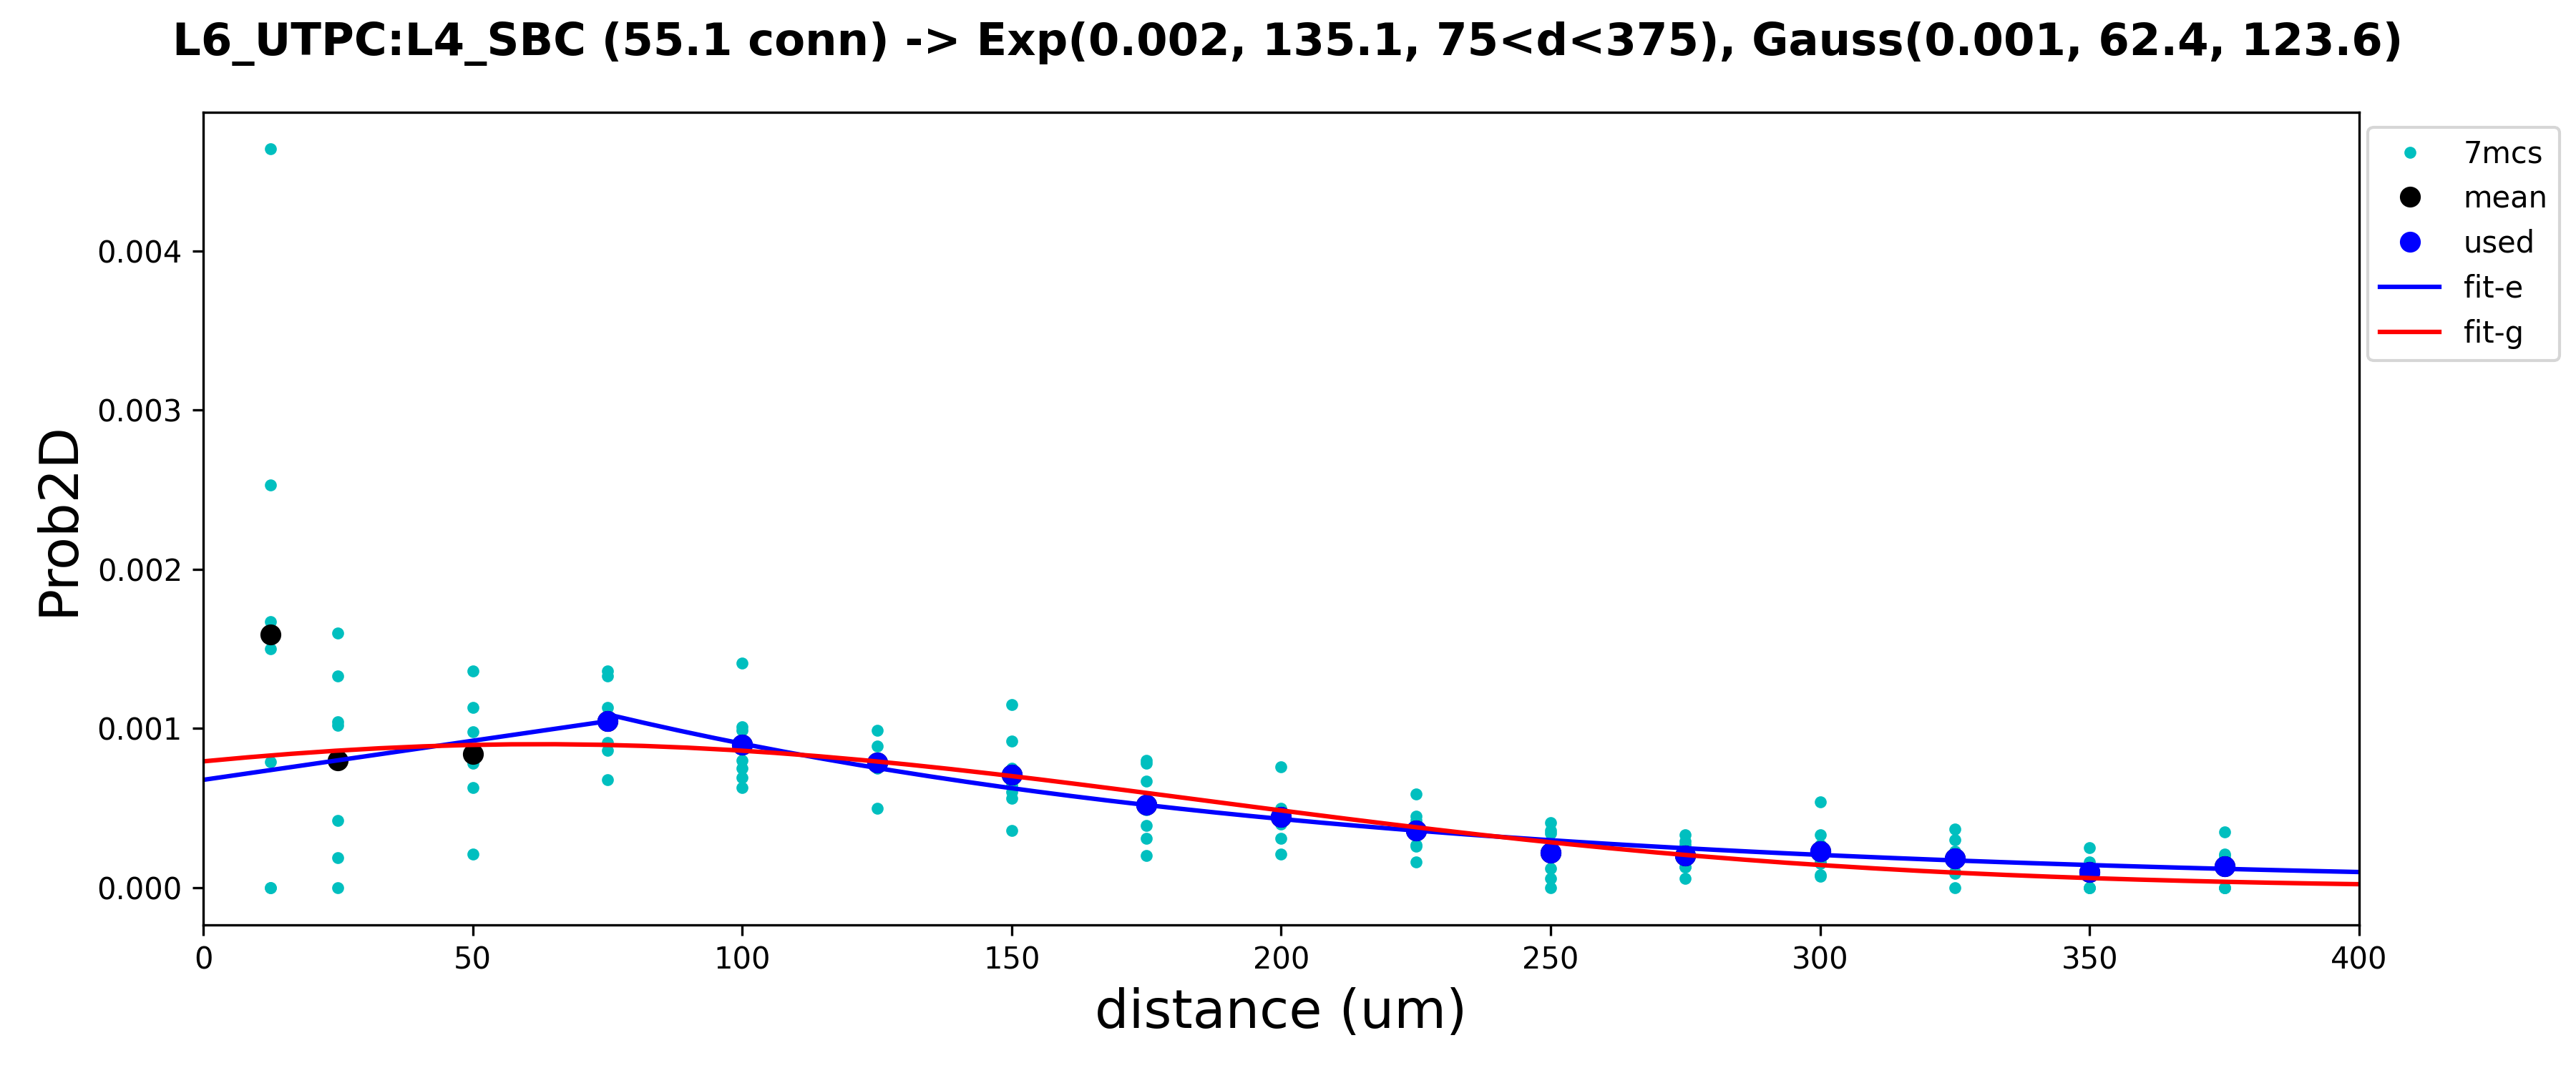 L6_UTPC:L4_SBC (55.1 conn) -> Exp(0.002, 135.1, 75<d<375), Gauss(0.001, 62.4, 123.6)
7mcs
mean
used
fit-e
fit-g
Prob2D
0.004
0.003
0.002
0.001
0.000
0 50 100 150 200 250 300 350 400
distance (um)